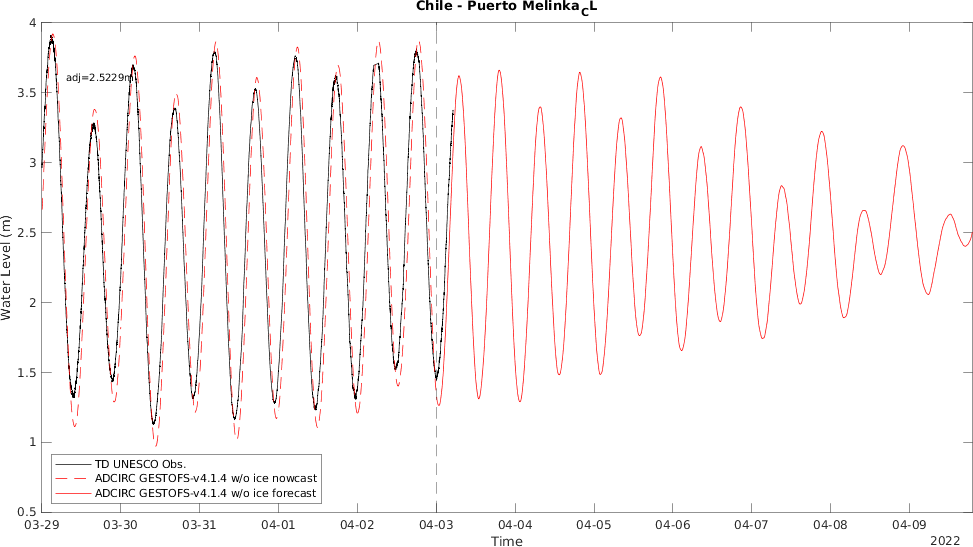 Chile - Puerto Melinka_CL
adj=2.5229m
Water Level (m)
4
3.5
3
2.5
2
1.5
1
0.5
TD UNESCO Obs.
ADCIRC GESTOFS-v4.1.4 w/o ice nowcast
ADCIRC GESTOFS-v4.1.4 w/o ice forecast
03-29 03-30 03-31 04-01 04-02 04-03 04-04 04-05 04-06 04-07 04-08 04-09
Time
2022